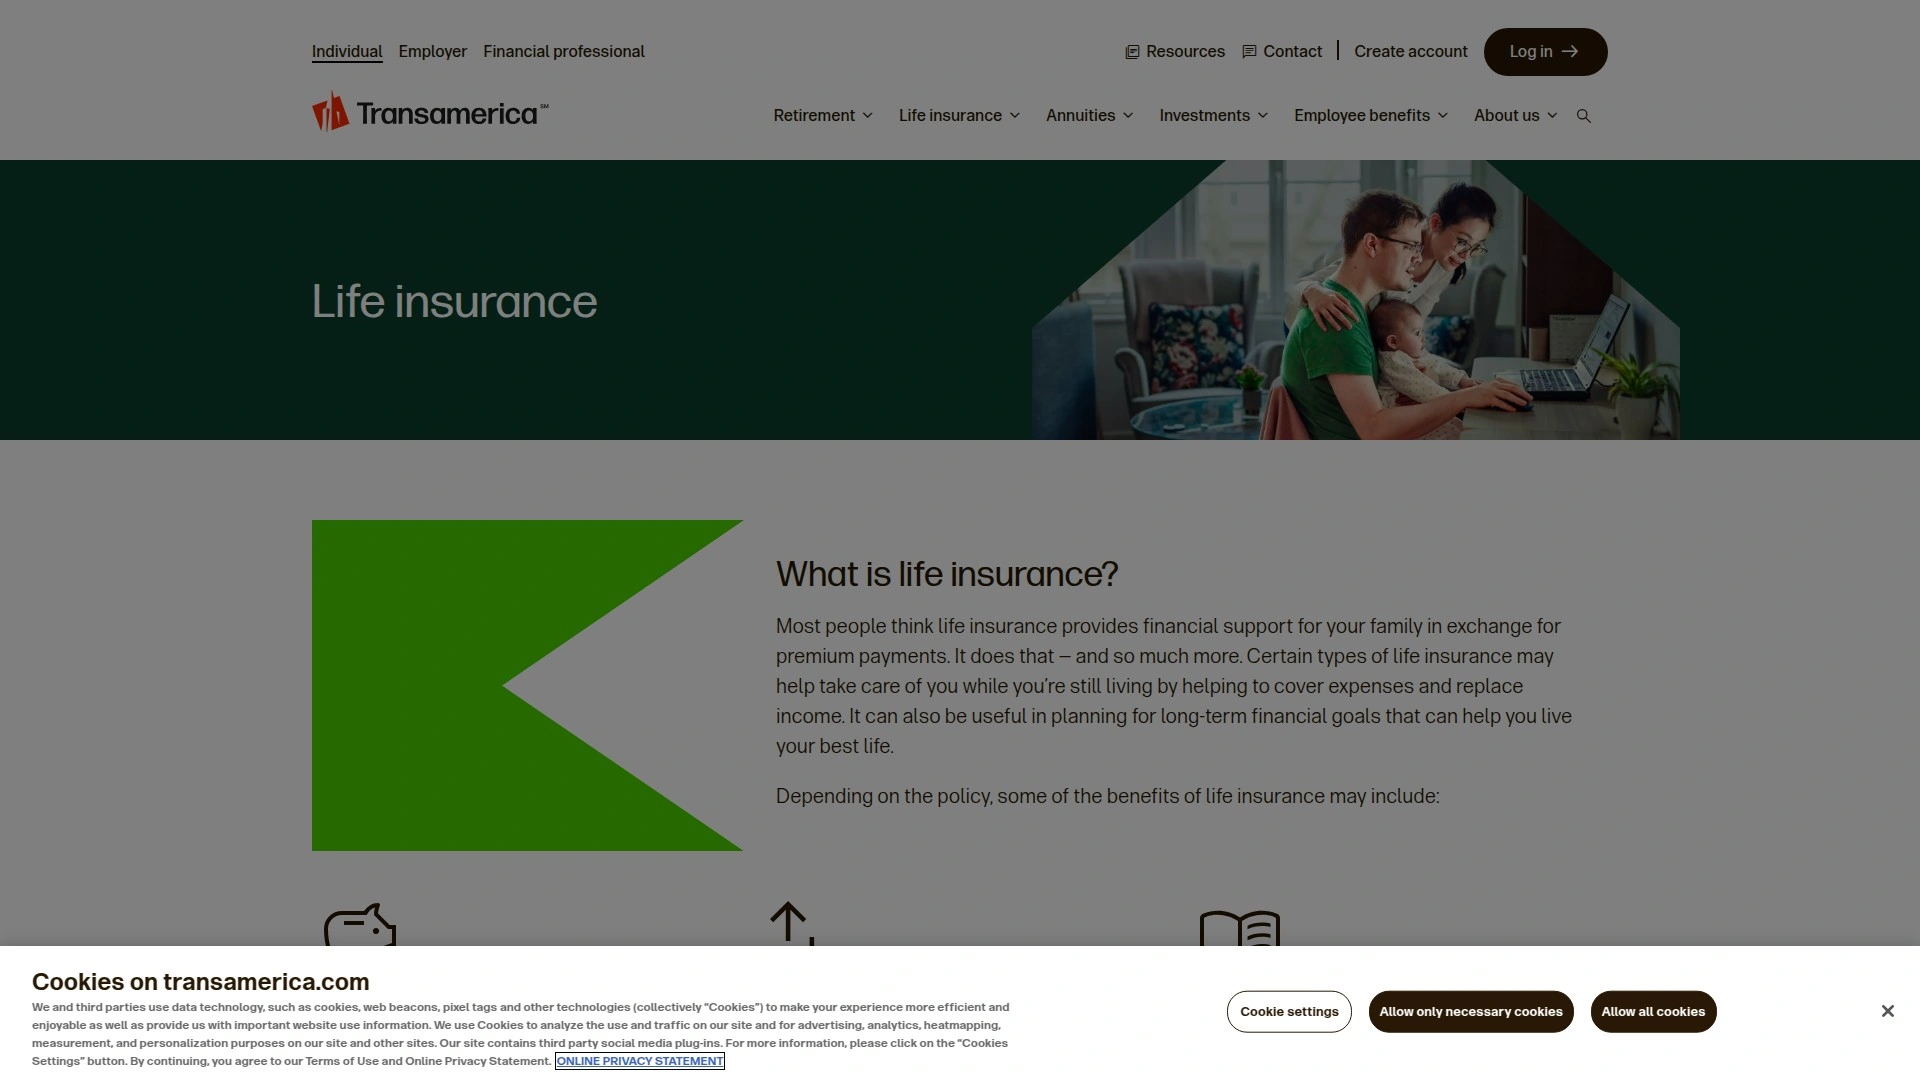 Individual Employer Financial professional
Resources Contact Create account Log in
Transamerica℠
Retirement Life insurance Annuities Investments Employee benefits About us
Life insurance
What is life insurance?
Most people think life insurance provides financial support for your family in exchange for
premium payments. It does that – and so much more. Certain types of life insurance may
help take care of you while you’re still living by helping to cover expenses and replace
income. It can also be useful in planning for long-term financial goals that can help you live
your best life.
Depending on the policy, some of the benefits of life insurance may include:
Cookies on transamerica.com
We and third parties use data technology, such as cookies, web beacons, pixel tags and other technologies (collectively “Cookies”) to make your experience more efficient and
enjoyable as well as provide us with important website use information. We use Cookies to analyze the use and traffic on our site and for advertising, analytics, heatmapping,
measurement, and personalization purposes on our site and other sites. Our site contains third party social media plug-ins. For more information, please click on the “Cookies
Settings” button. By continuing, you agree to our Terms of Use and Online Privacy Statement. ONLINE PRIVACY STATEMENT
Cookie settings Allow only necessary cookies Allow all cookies